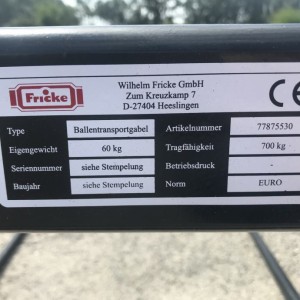 Fricke
Wilhelm Fricke GmbH
Zum Kreuzkamp 7
D-27404 Heeslingen
CE
Type Ballentransportgabel Artikelnummer 77875530
Eigengewicht 60 kg Tragfähigkeit 700 kg
Seriennummer siehe Stempelung Betriebsdruck -
Baujahr siehe Stempelung Norm EURO